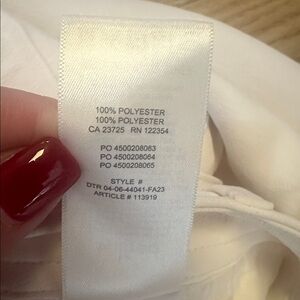 100% POLYESTER
100% POLYESTER
CA 23725 RN 122354
PO 4500208063
PO 4500208064
PO 4500208065
STYLE #
DTR 04-06-44041-FA23
ARTICLE # 113919